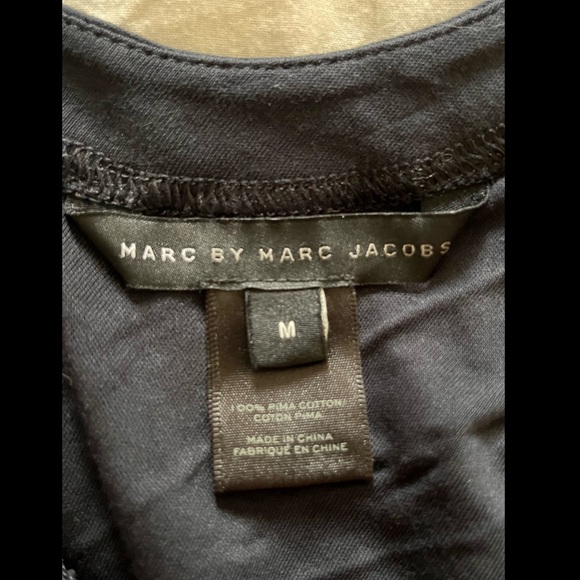 MARC BY MARC JACOBS
M
100% PIMA COTTON
COTON PIMA
MADE IN CHINA
FABRIQUÉ EN CHINE